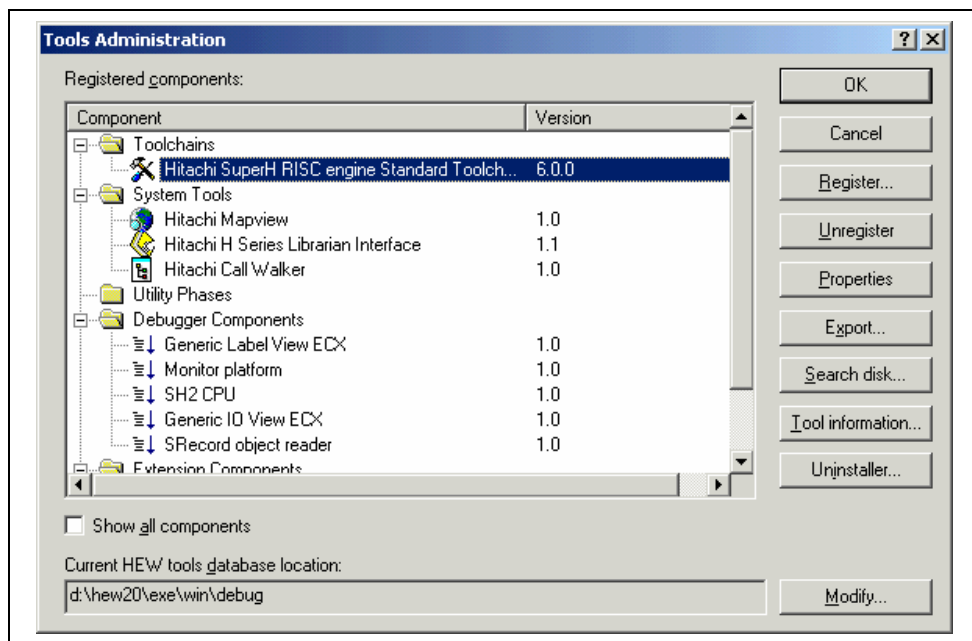 Tools Administration
Registered components:
Component Version
Toolchains
Hitachi SuperH RISC engine Standard Toolch... 6.0.0
System Tools
Hitachi Mapview 1.0
Hitachi H Series Librarian Interface 1.1
Hitachi Call Walker 1.0
Utility Phases
Debugger Components
Generic Label View ECX 1.0
Monitor platform 1.0
SH2 CPU 1.0
Generic IO View ECX 1.0
SRecord object reader 1.0
Extension Components
Show all components
Current HEW tools database location:
d:\hew20\exe\win\debug
OK
Cancel
Register...
Unregister
Properties
Export...
Search disk...
Tool information...
Uninstaller...
Modify...